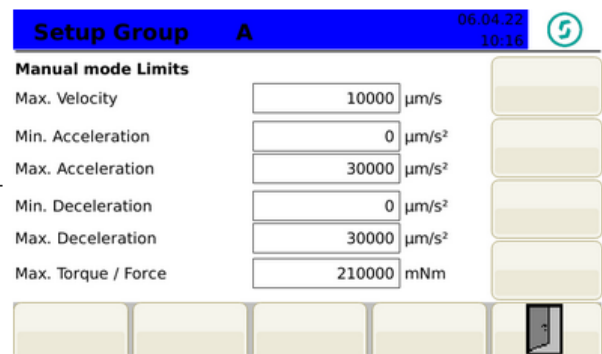 Setup Group A 06.04.22
10:16
Manual mode Limits
Max. Velocity 10000 µm/s
Min. Acceleration 0 µm/s²
Max. Acceleration 30000 µm/s²
Min. Deceleration 0 µm/s²
Max. Deceleration 30000 µm/s²
Max. Torque / Force 210000 mNm